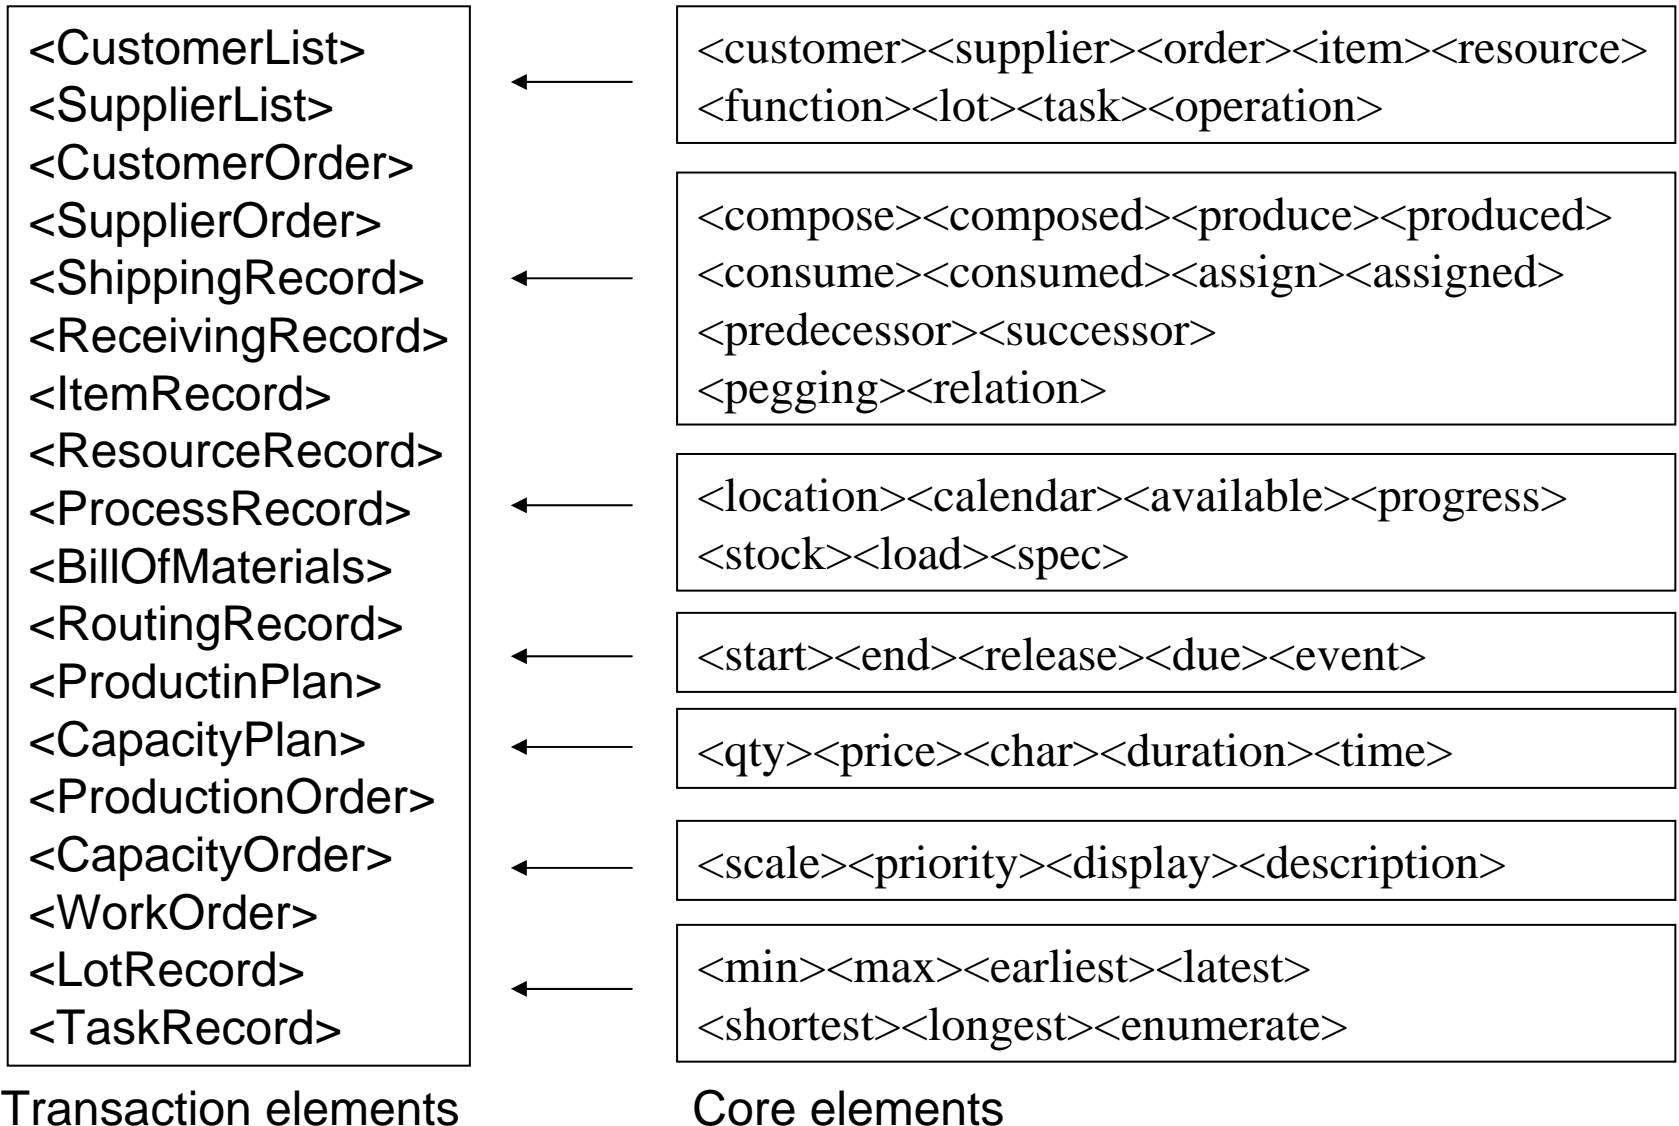 <CustomerList>
<SupplierList>
<CustomerOrder>
<SupplierOrder>
<ShippingRecord>
<ReceivingRecord>
<ItemRecord>
<ResourceRecord>
<ProcessRecord>
<BillOfMaterials>
<RoutingRecord>
<ProductinPlan>
<CapacityPlan>
<ProductionOrder>
<CapacityOrder>
<WorkOrder>
<LotRecord>
<TaskRecord>
Transaction elements
<customer><supplier><order><item><resource>
<function><lot><task><operation>
<compose><composed><produce><produced>
<consume><consumed><assign><assigned>
<predecessor><successor>
<pegging><relation>
<location><calendar><available><progress>
<stock><load><spec>
<start><end><release><due><event>
<qty><price><char><duration><time>
<scale><priority><display><description>
<min><max><earliest><latest>
<shortest><longest><enumerate>
Core elements